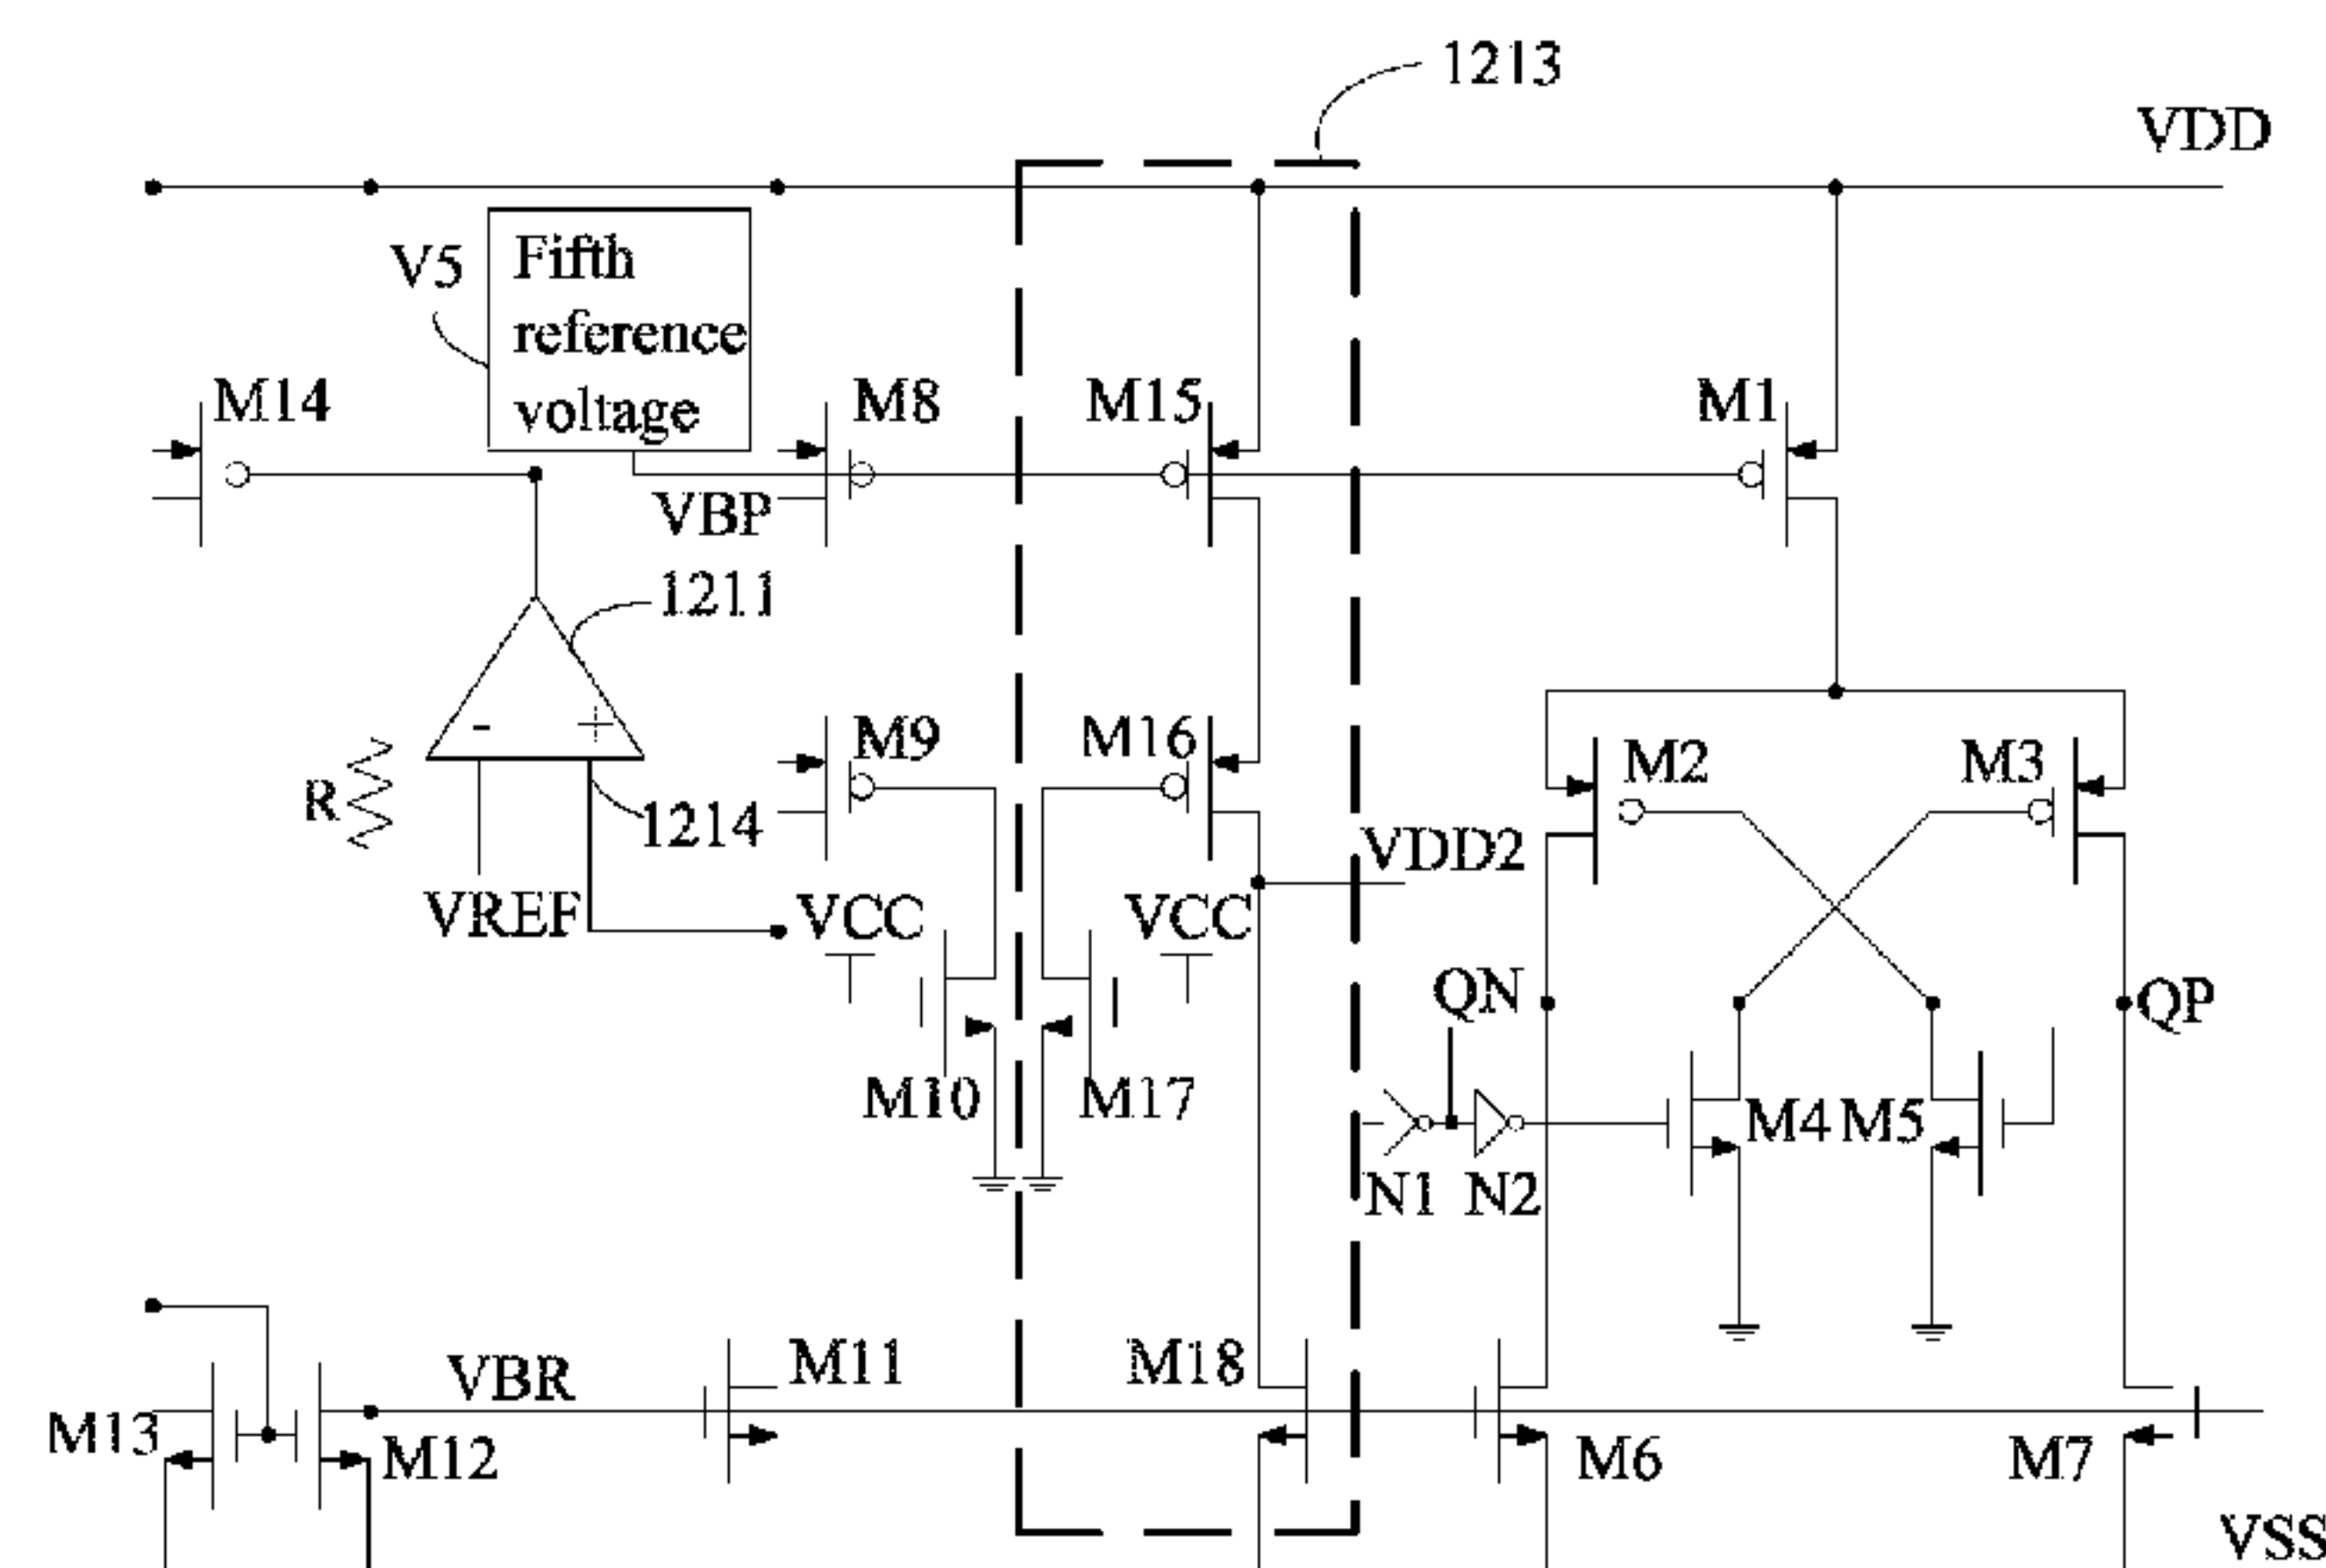 1213
VDD
V5
Fifth
reference
voltage
M14
M8
M15
M1
VBP
1211
M9
M16
M2
M3
R
1214
VDD2
VREF
VCC
VCC
QN
QP
M10
M17
M4
M5
N1
N2
M11
M18
VBR
M13
M12
M6
M7
VSS